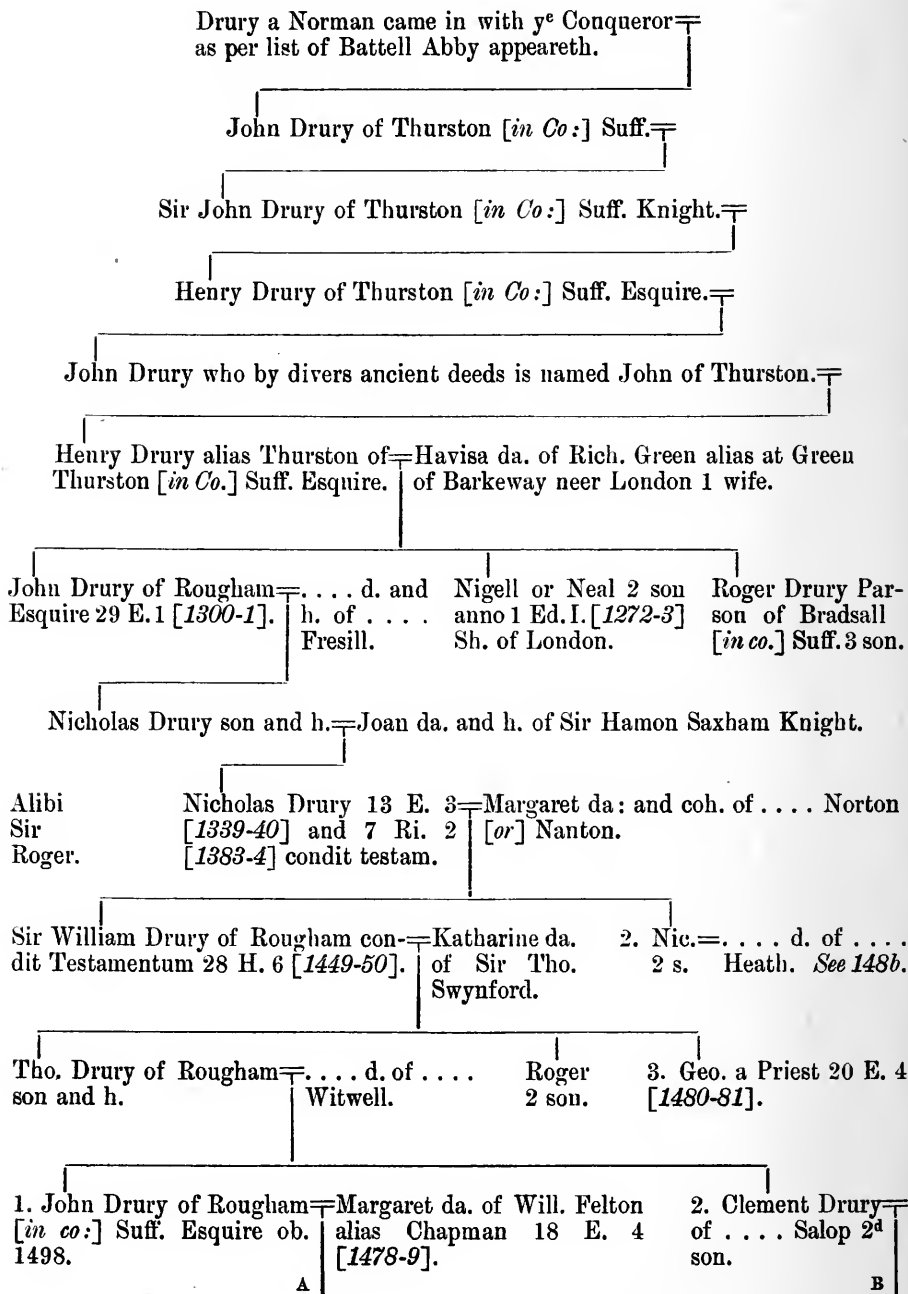 Drury a Norman came in with yᵉ Conqueror
as per list of Battell Abby appeareth.
John Drury of Thurston [in Co:] Suff.
Sir John Drury of Thurston [in Co:] Suff. Knight.
Henry Drury of Thurston [in Co:] Suff. Esquire.
John Drury who by divers ancient deeds is named John of Thurston.
Henry Drury alias Thurston of=Havisa da. of Rich. Green alias at Green
Thurston [in Co.] Suff. Esquire. of Barkeway neer London 1 wife.
John Drury of Rougham=. . . . d. and
Esquire 29 E. 1 [1300-1]. h. of . . . .
Fresill.
Nigell or Neal 2 son
anno 1 Ed. I. [1272-3]
Sh. of London.
Roger Drury Par-
son of Bradsall
[in co.] Suff. 3 son.
Nicholas Drury son and h.=Joan da. and h. of Sir Hamon Saxham Knight.
Alibi
Sir
Roger.
Nicholas Drury 13 E. 3=Margaret da: and coh. of . . . . Norton
[1339-40] and 7 Ri. 2 [or] Nanton.
[1383-4] condit testam.
Sir William Drury of Rougham con-=Katharine da.
dit Testamentum 28 H. 6 [1449-50]. of Sir Tho.
Swynford.
2. Nic.=. . . . d. of . . . .
2 s. Heath. See 148b.
Tho. Drury of Rougham=. . . . d. of . . . .
son and h. Witwell.
Roger
2 son.
3. Geo. a Priest 20 E. 4
[1480-81].
1. John Drury of Rougham=Margaret da. of Will. Felton
[in co:] Suff. Esquire ob. alias Chapman 18 E. 4
1498. [1478-9].
2. Clement Drury=
of . . . . Salop 2ᵈ
son.
A
B